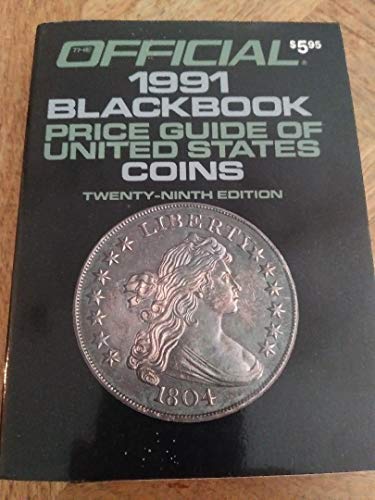 THE OFFICIAL®
$5.95
1991
BLACKBOOK
PRICE GUIDE OF
UNITED STATES
COINS
TWENTY-NINTH EDITION
LIBERTY
1804